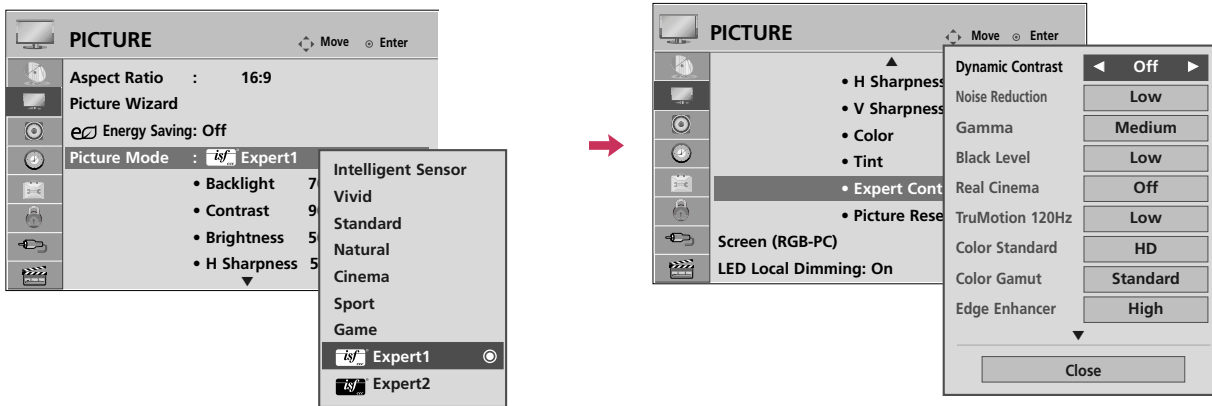 PICTURE
Move Enter
Aspect Ratio : 16:9
Picture Wizard
Energy Saving: Off
Picture Mode : isf Expert1
• Backlight 7
• Contrast 9
• Brightness 5
• H Sharpness 5
Intelligent Sensor
Vivid
Standard
Natural
Cinema
Sport
Game
isf Expert1
isf Expert2
PICTURE
Move Enter
• H Sharpness
• V Sharpness
• Color
• Tint
• Expert Cont
• Picture Rese
Screen (RGB-PC)
LED Local Dimming: On
Dynamic Contrast Off
Noise Reduction Low
Gamma Medium
Black Level Low
Real Cinema Off
TruMotion 120Hz Low
Color Standard HD
Color Gamut Standard
Edge Enhancer High
Close